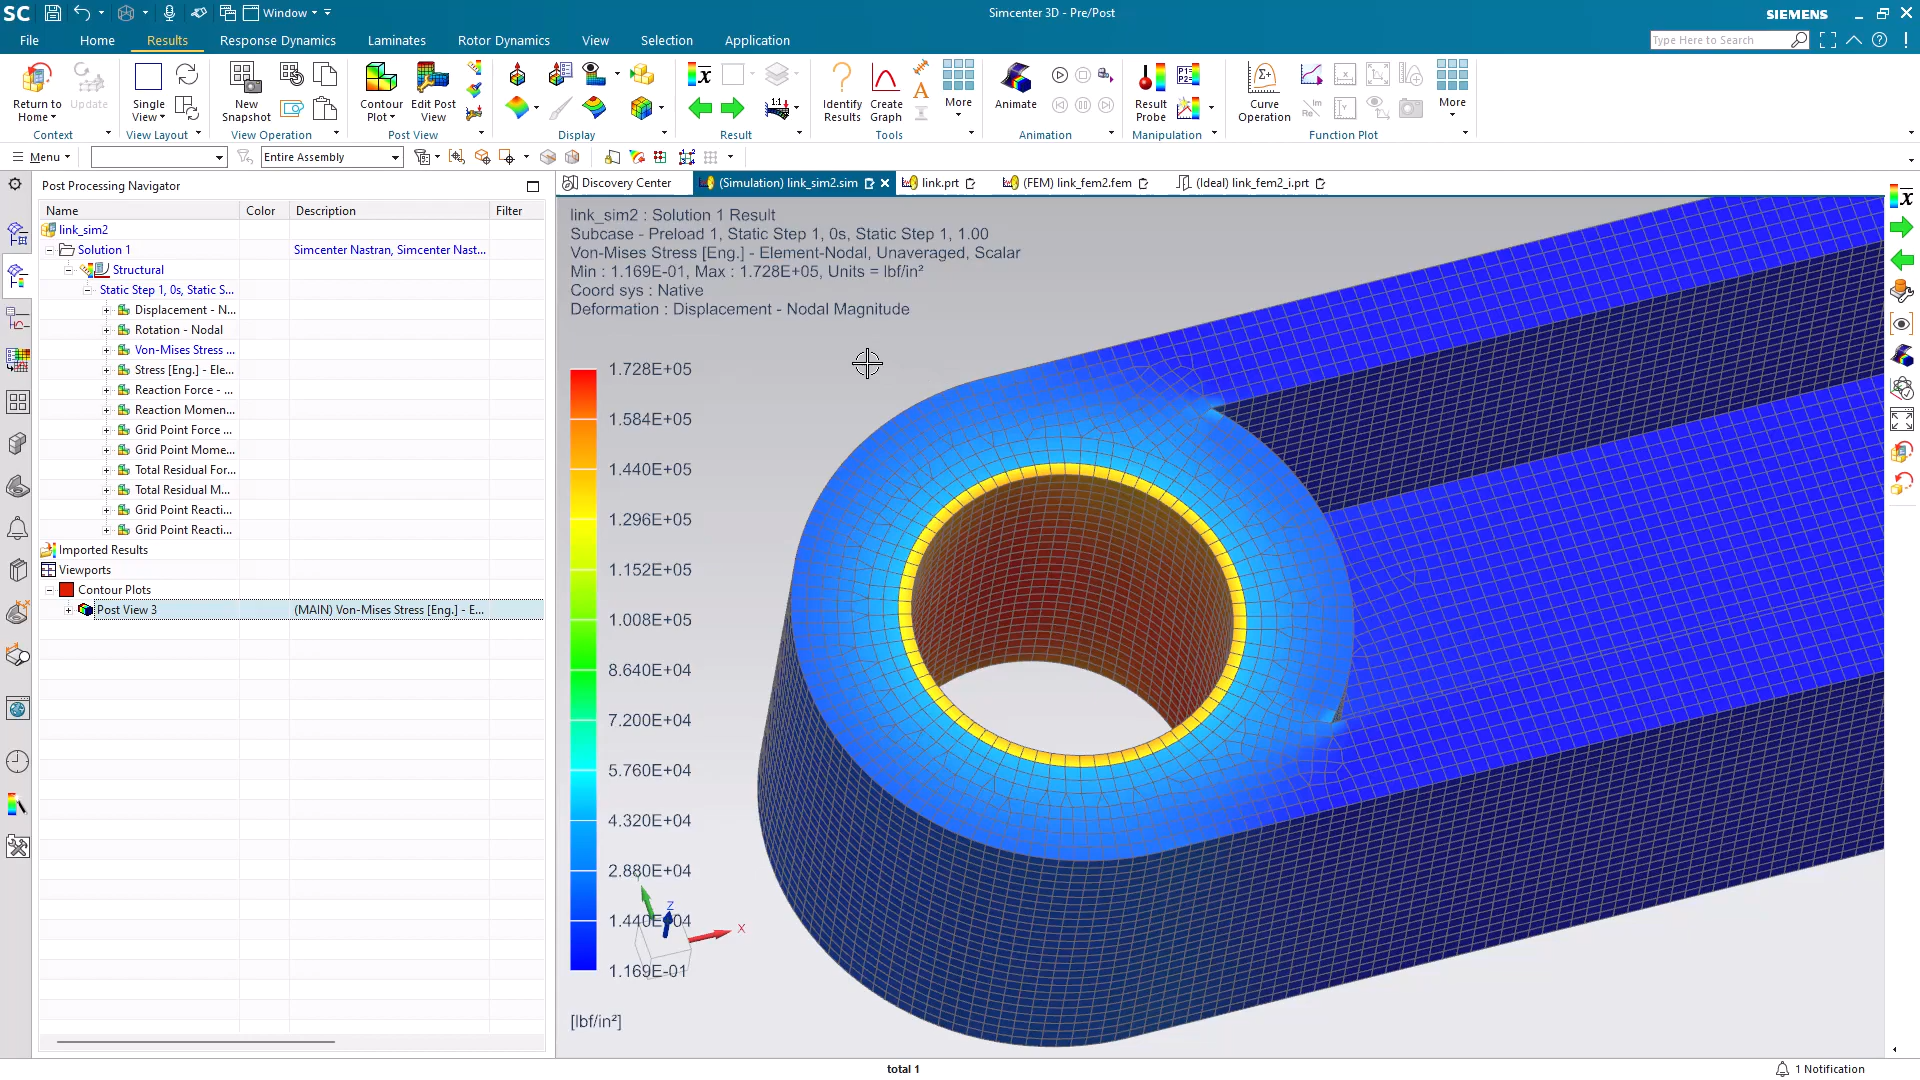 SC
Window
Simcenter 3D - Pre/Post
SIEMENS
File
Home
Results
Response Dynamics
Laminates
Rotor Dynamics
View
Selection
Application
Type Here to Search
Return to Home
Update
Context
Single View
View Layout
New Snapshot
View Operation
Contour Plot
Edit Post View
Post View
Display
1:1
Result
Identify Results
Create Graph
More
Tools
Animate
Animation
Result Probe
Manipulation
Curve Operation
More
Function Plot
Menu
Entire Assembly
Post Processing Navigator
Name
Color
Description
Filter
link_sim2
Solution 1
Simcenter Nastran, Simcenter Nast...
Structural
Static Step 1, 0s, Static S...
Displacement - N...
Rotation - Nodal
Von-Mises Stress ...
Stress [Eng.] - Ele...
Reaction Force - ...
Reaction Momen...
Grid Point Force ...
Grid Point Mome...
Total Residual For...
Total Residual M...
Grid Point Reacti...
Grid Point Reacti...
Imported Results
Viewports
Contour Plots
Post View 3
(MAIN) Von-Mises Stress [Eng.] - E...
Discovery Center
(Simulation) link_sim2.sim
link.prt
(FEM) link_fem2.fem
(Ideal) link_fem2_i.prt
link_sim2 : Solution 1 Result
Subcase - Preload 1, Static Step 1, 0s, Static Step 1, 1.00
Von-Mises Stress [Eng.] - Element-Nodal, Unaveraged, Scalar
Min : 1.169E-01, Max : 1.728E+05, Units = lbf/in²
Coord sys : Native
Deformation : Displacement - Nodal Magnitude
1.728E+05
1.584E+05
1.440E+05
1.296E+05
1.152E+05
1.008E+05
8.640E+04
7.200E+04
5.760E+04
4.320E+04
2.880E+04
1.440E+04
1.169E-01
[lbf/in²]
Z
X
total 1
1 Notification